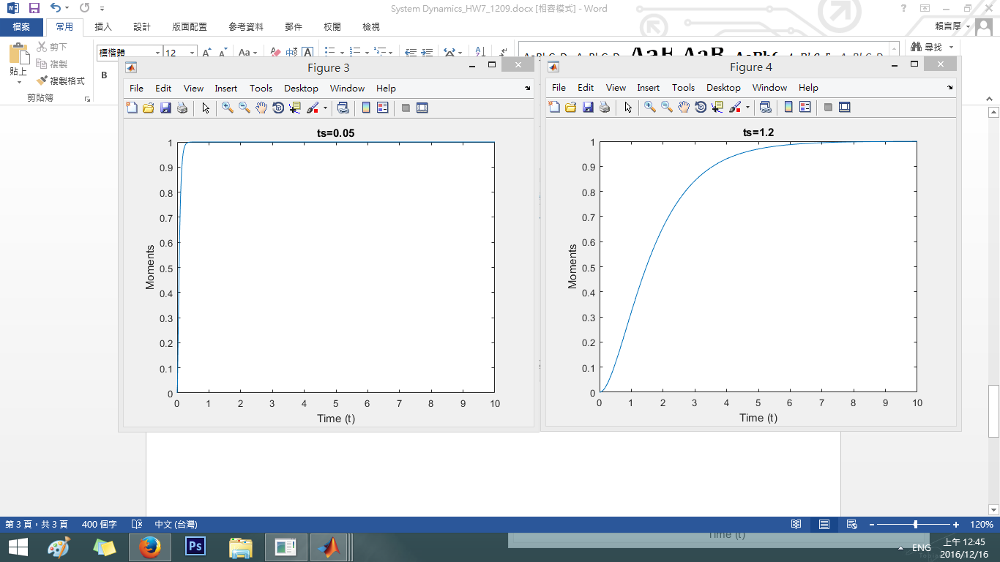 System Dynamics_HW7_1209.docx [相容模式] - Word
檔案 常用 插入 設計 版面配置 參考資料 郵件 校閱 檢視 賴言厚
貼上 剪下 標楷體 12 Aa 尋找
複製
複製格式 B
剪貼簿
Figure 3
File Edit View Insert Tools Desktop Window Help
ts=0.05
1
0.9
0.8
0.7
0.6
0.5
0.4
0.3
0.2
0.1
0
Moments
0 1 2 3 4 5 6 7 8 9 10
Time (t)
Figure 4
File Edit View Insert Tools Desktop Window Help
ts=1.2
1
0.9
0.8
0.7
0.6
0.5
0.4
0.3
0.2
0.1
0
Moments
0 1 2 3 4 5 6 7 8 9 10
Time (t)
第 3 頁，共 3 頁 400 個字 中文 (台灣) 120%
Ps Time (t) ENG 上午 12:45
2016/12/16